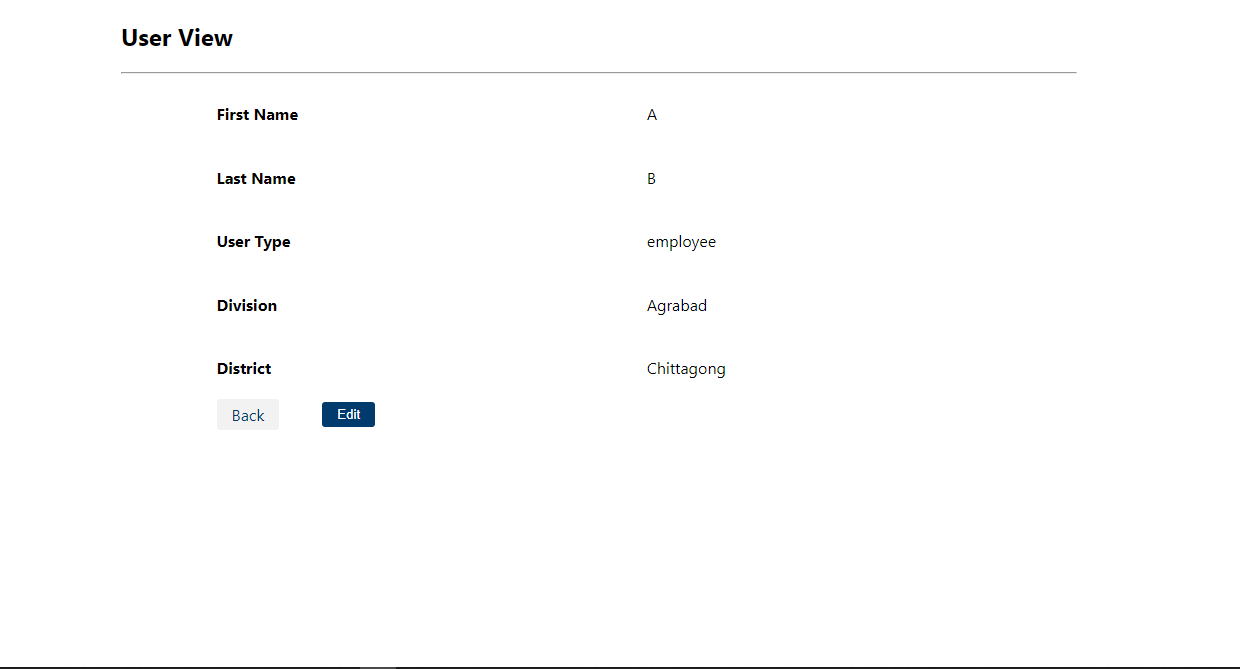 User View
First Name A
Last Name B
User Type employee
Division Agrabad
District Chittagong
Back Edit